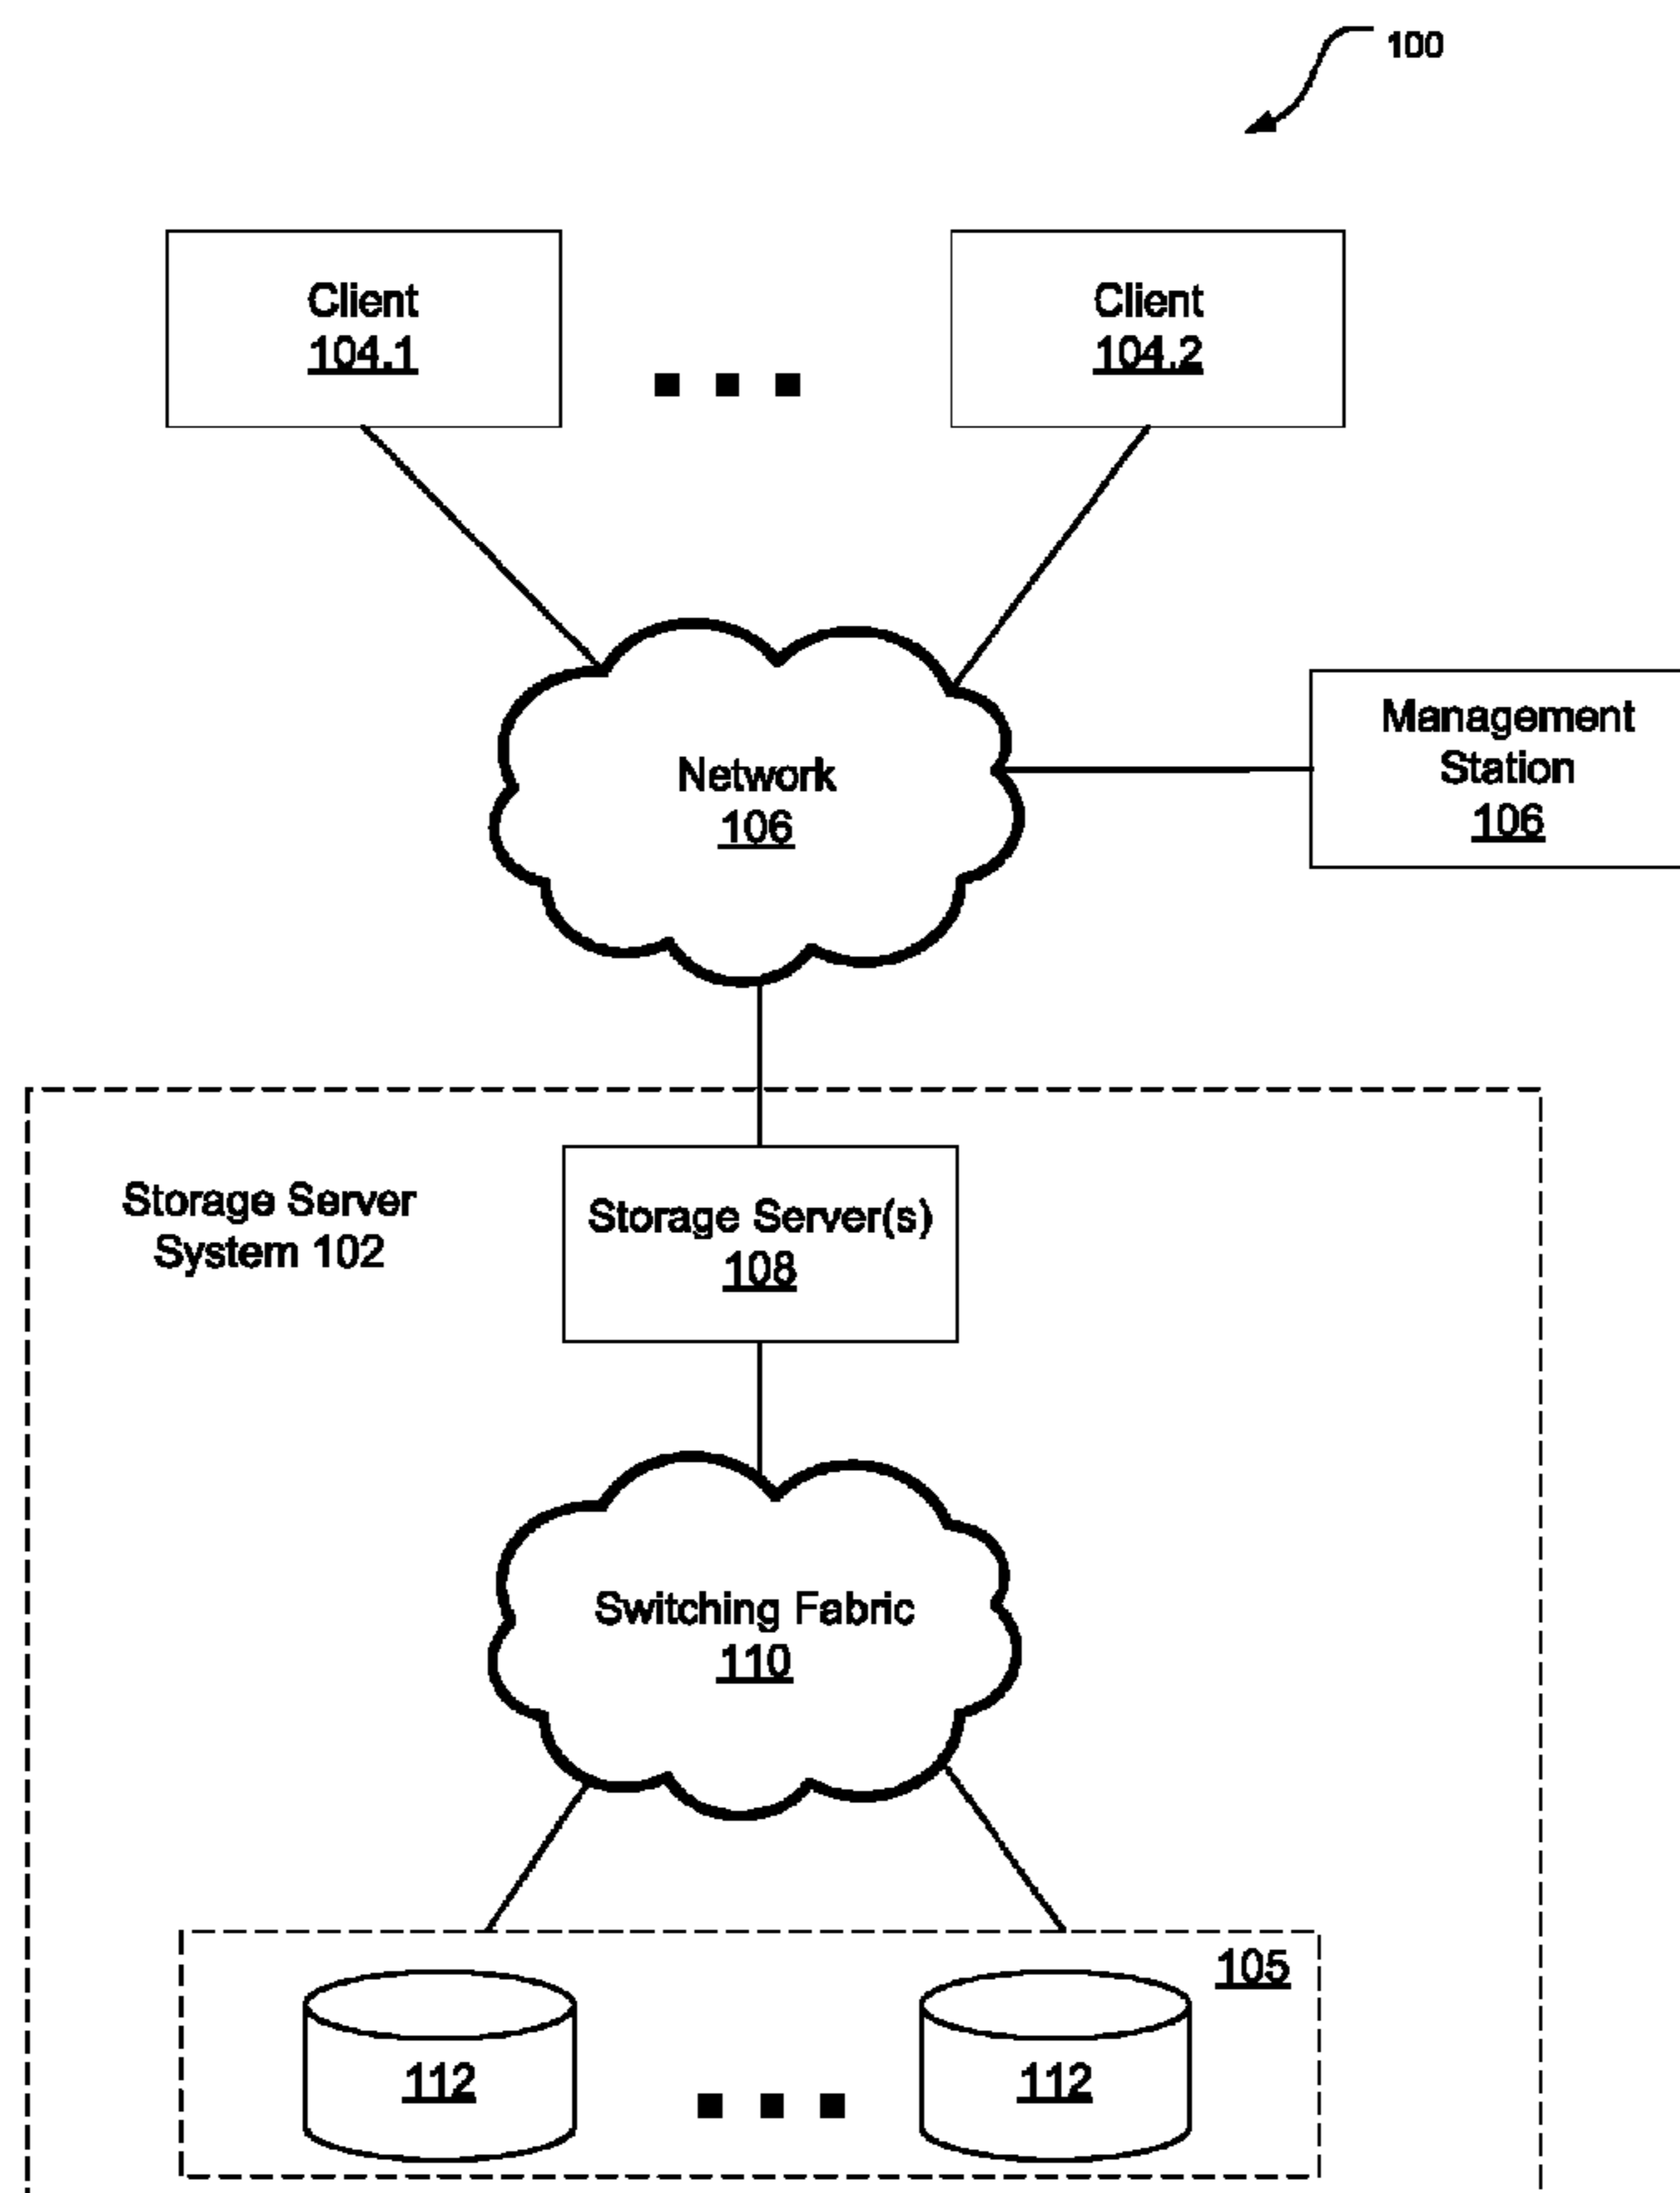 100
Client
104.1
Client
104.2
Network
106
Management
Station
106
Storage Server
System 102
Storage Server(s)
108
Switching Fabric
110
105
112
112